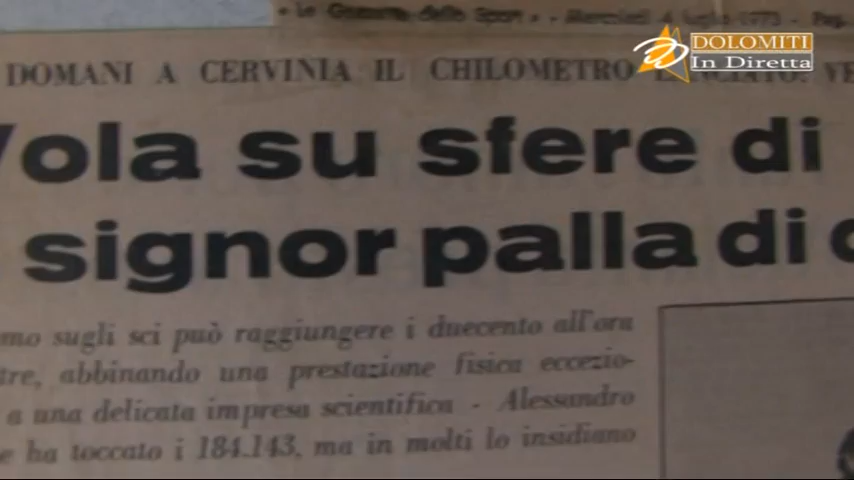 « La Gazzetta dello Sport » - Mercoledì 4 luglio 1973 - Pag.
DOLOMITI
In Diretta
DOMANI A CERVINIA IL CHILOMETRO LANCIATO: VE
Vola su sfere di
signor palla di
mo sugli sci può raggiungere i duecento all'ora
tre, abbinando una prestazione fisica eccezio-
a una delicata impresa scientifica - Alessandro
e ha toccato i 184.143, ma in molti lo insidiano